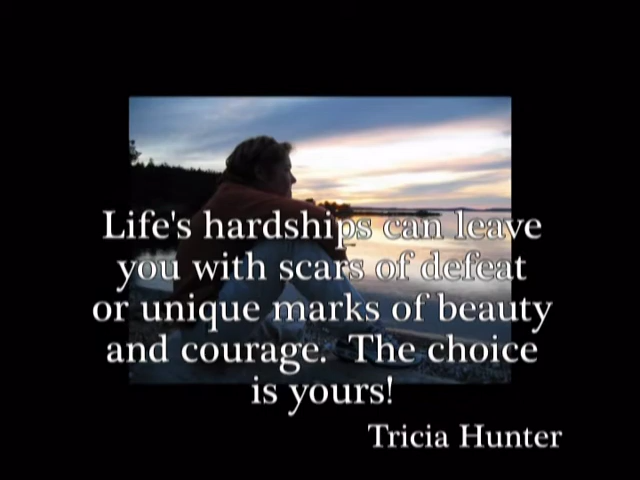 Life's hardships can leave
you with scars of defeat
or unique marks of beauty
and courage.  The choice
is yours!
Tricia Hunter